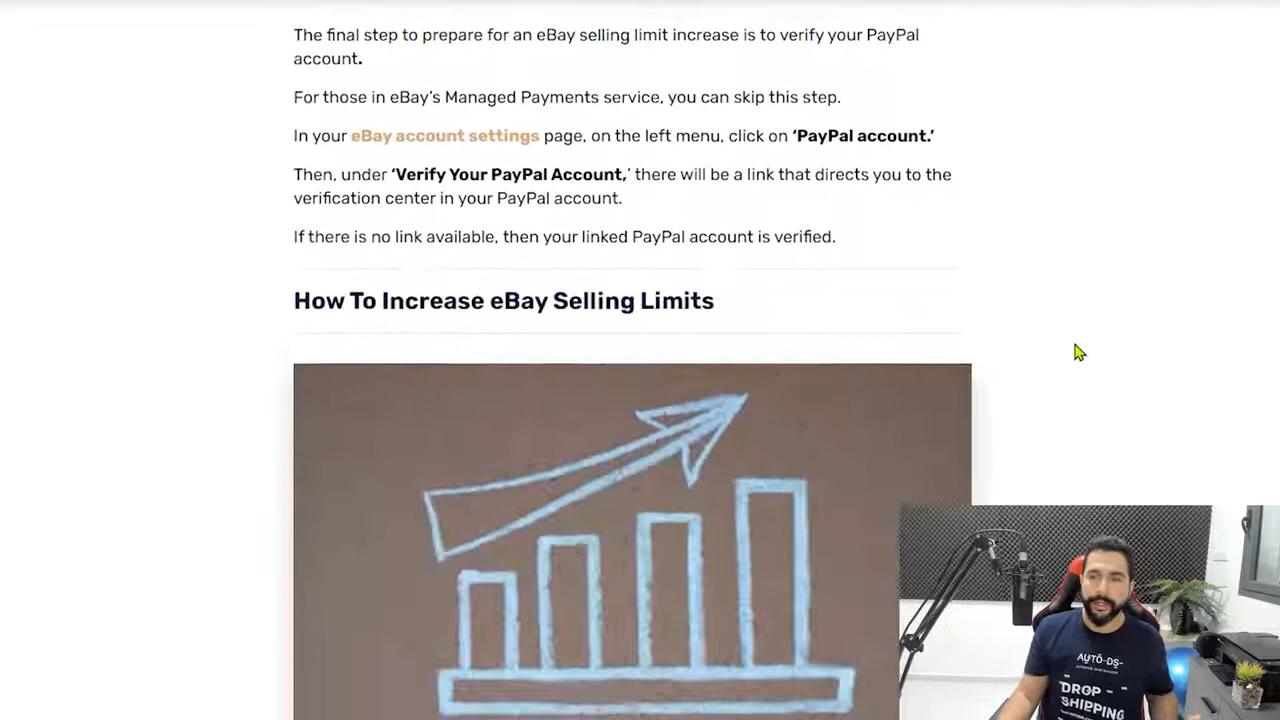 The final step to prepare for an eBay selling limit increase is to verify your PayPal
account.
For those in eBay’s Managed Payments service, you can skip this step.
In your eBay account settings page, on the left menu, click on ‘PayPal account.’
Then, under ‘Verify Your PayPal Account,’ there will be a link that directs you to the
verification center in your PayPal account.
If there is no link available, then your linked PayPal account is verified.
How To Increase eBay Selling Limits
AUTO-DS-
DROP
SHIPPING